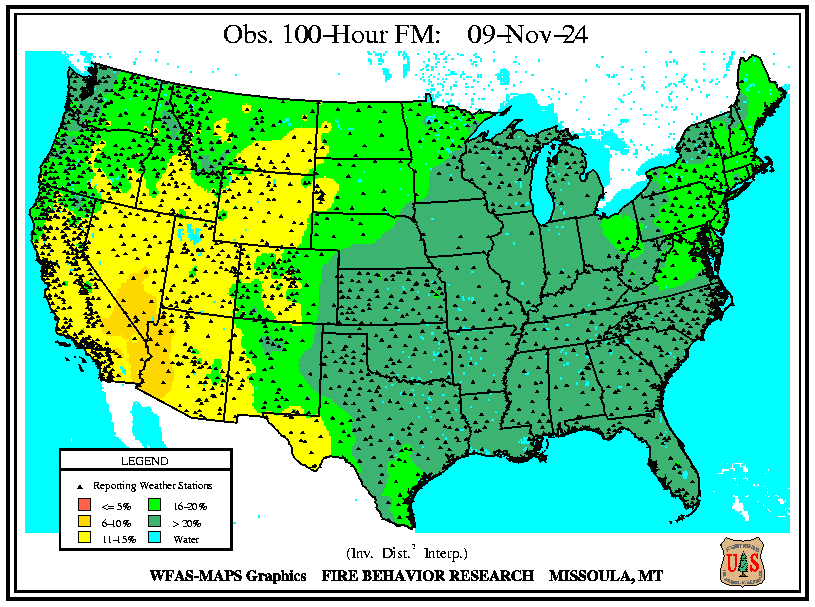 Obs. 100-Hour FM: 09-Nov-24
LEGEND
Reporting Weather Stations
<= 5% 16-20%
6-10% > 20%
11-15% Water
(Inv. Dist.² Interp.)
WFAS-MAPS Graphics FIRE BEHAVIOR RESEARCH MISSOULA, MT
U S